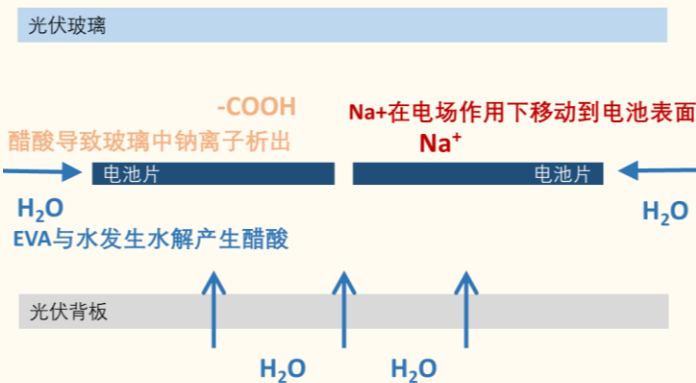 光伏玻璃
-COOH
Na+在电场作用下移动到电池表面
醋酸导致玻璃中钠离子析出
Na⁺
电池片
电池片
H₂O
H₂O
EVA与水发生水解产生醋酸
光伏背板
H₂O
H₂O